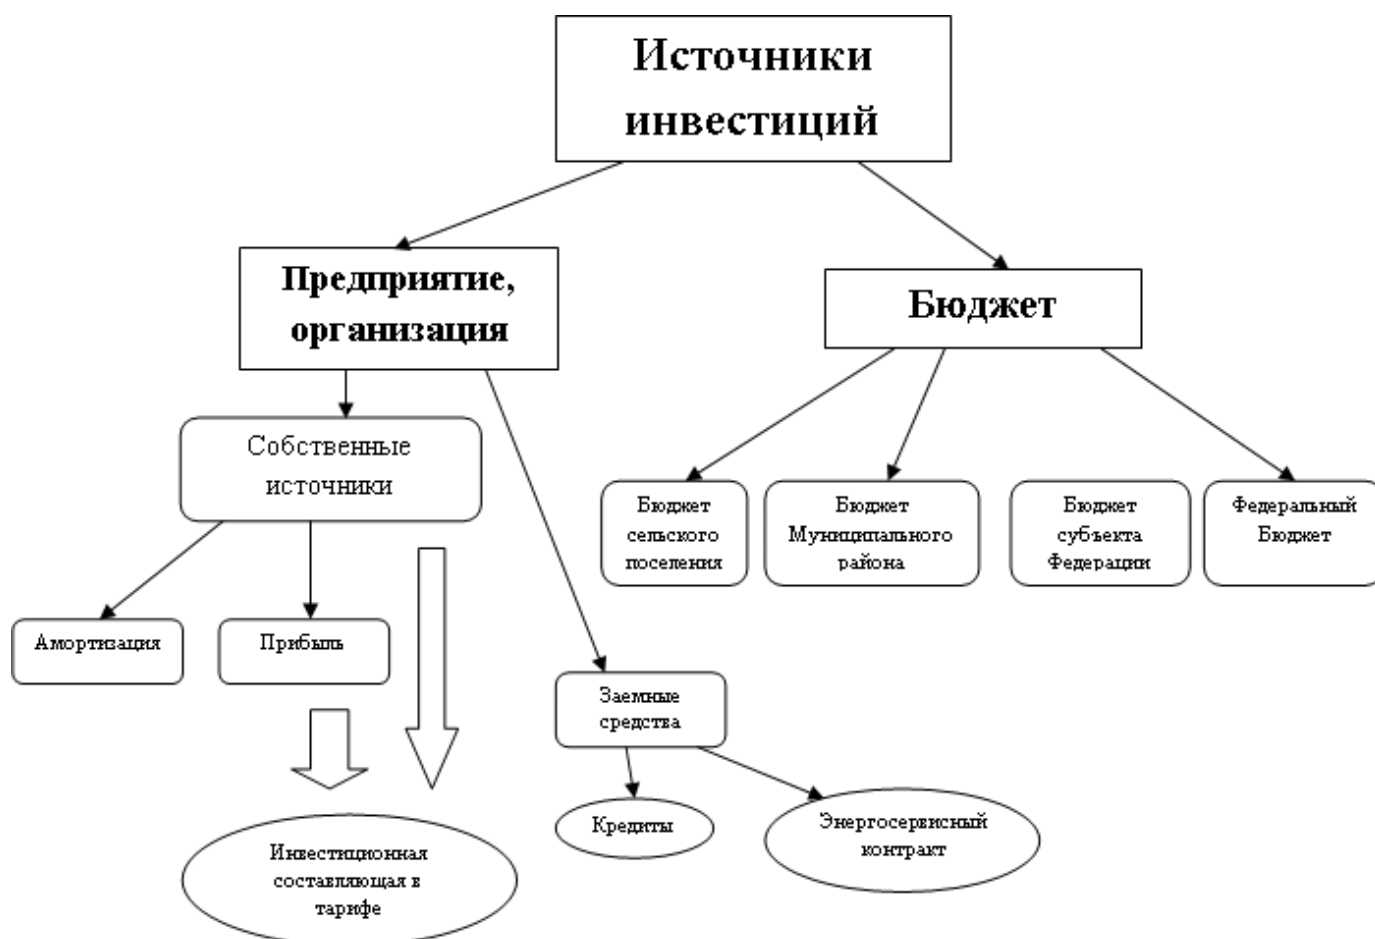 Источники
инвестиций
Предприятие,
организация
Бюджет
Собственные
источники
Бюджет
сельского
поселения
Бюджет
Муниципального
района
Бюджет
субъекта
Федерации
Федеральный
Бюджет
Амортизация
Прибыль
Заемные
средства
Кредиты
Энергосервисный
контракт
Инвестиционная
составляющая в
тарифе